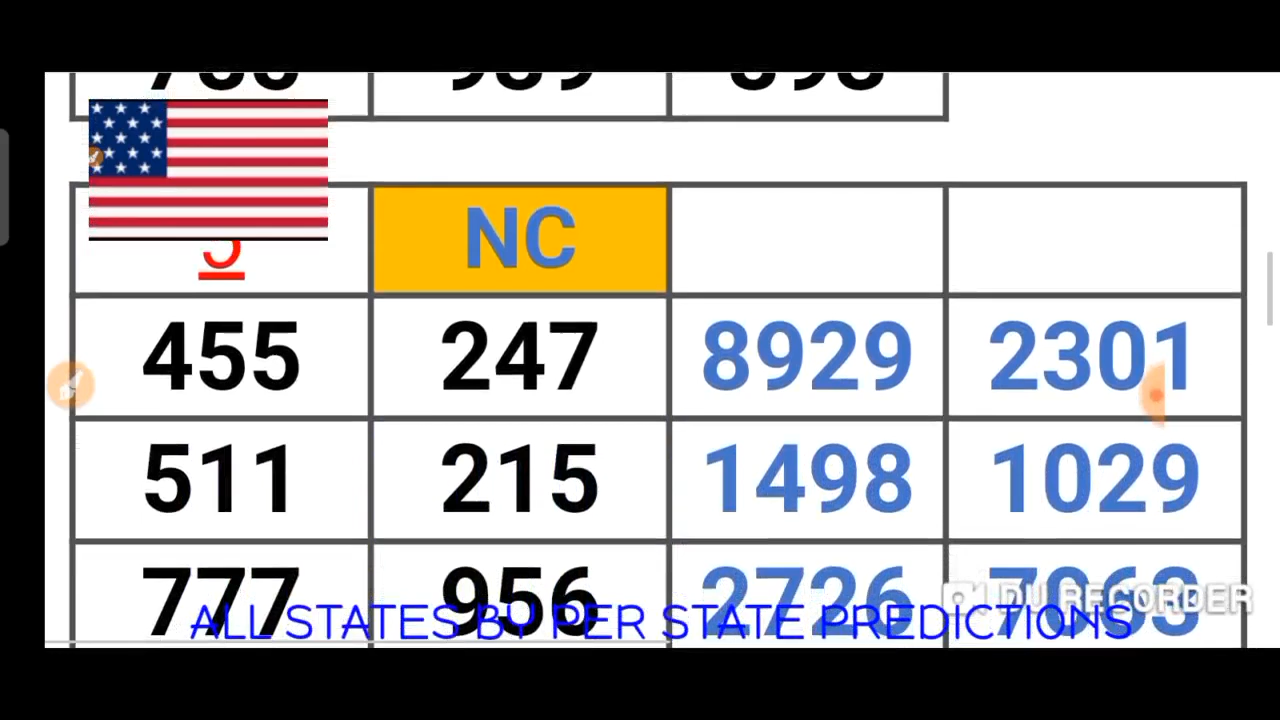 NC
455 247 8929 2301
511 215 1498 1029
777 956 2726 7063
DU RECORDER
ALL STATES BY PER STATE PREDICTIONS